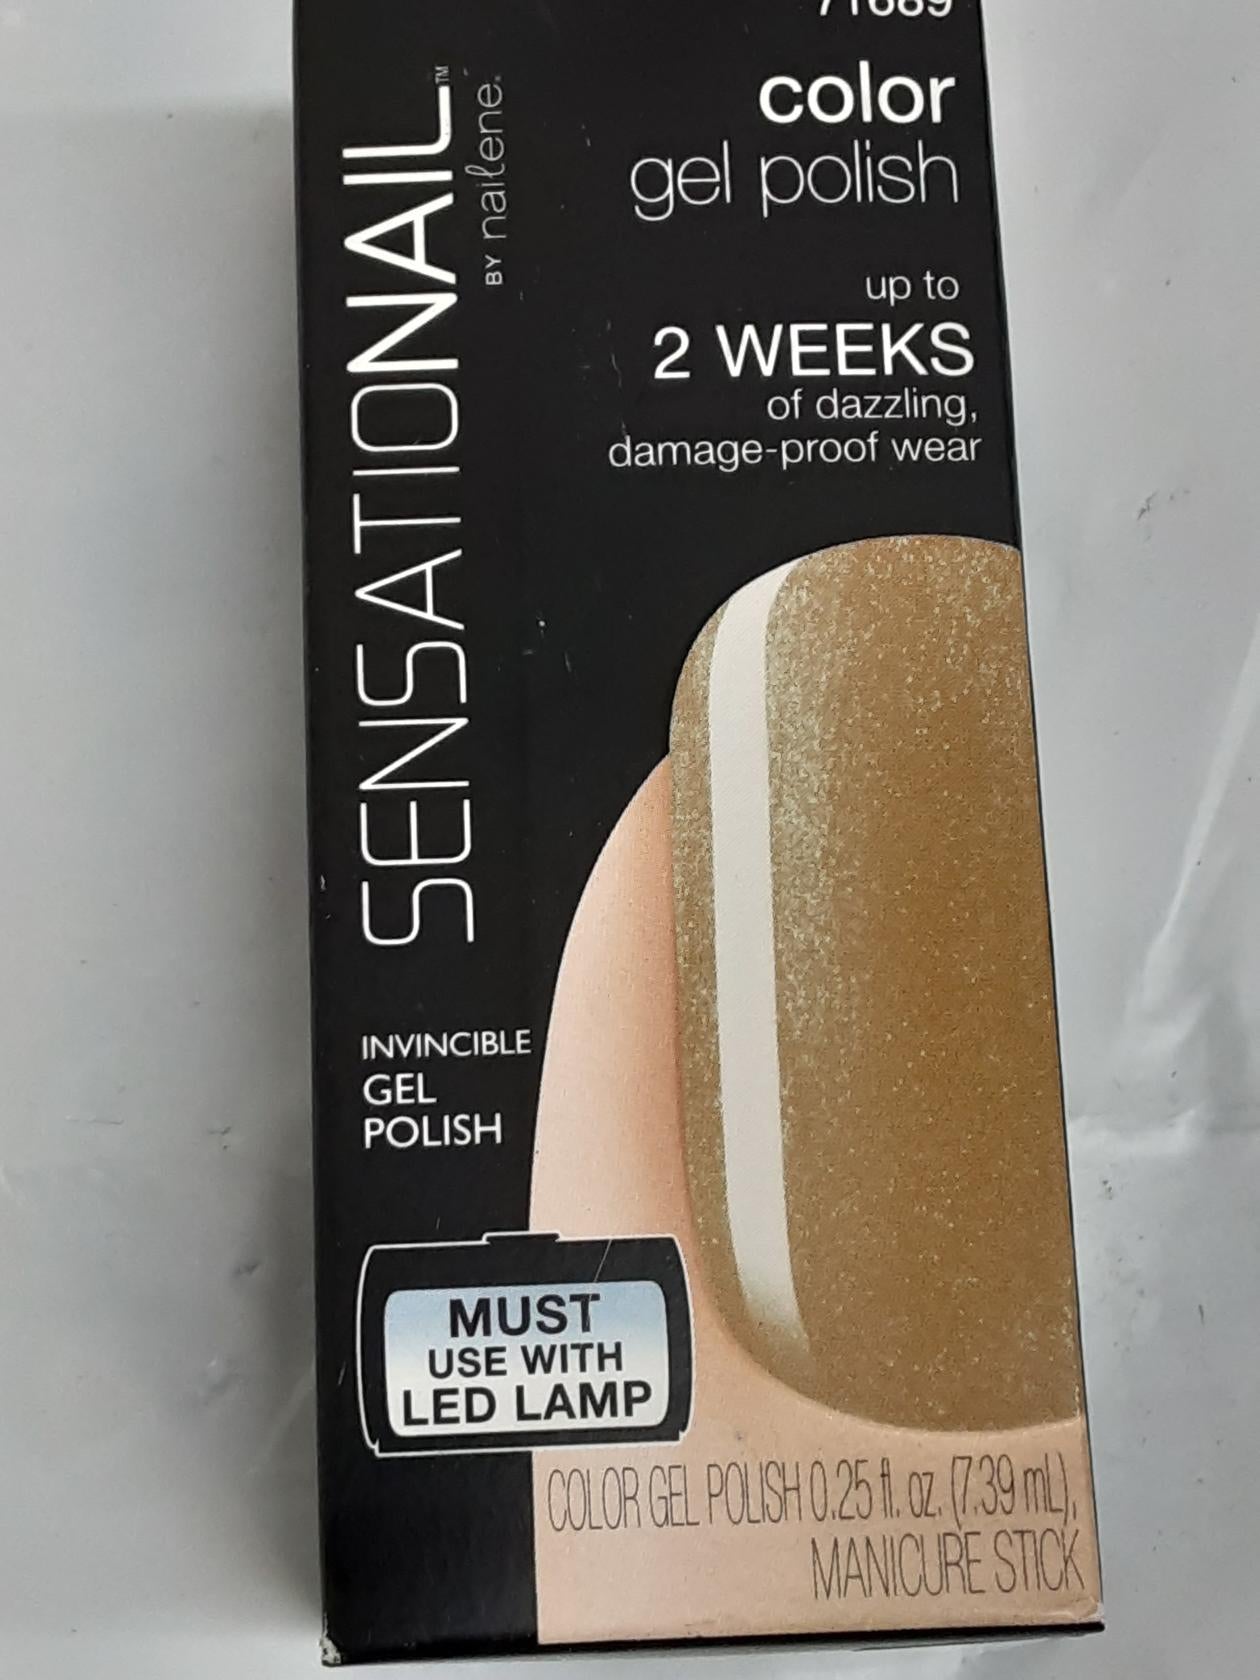 71689
color
gel polish
up to
2 WEEKS
of dazzling,
damage-proof wear
SENSATIONAIL™
BY nailene.
INVINCIBLE
GEL
POLISH
MUST
USE WITH
LED LAMP
COLOR GEL POLISH 0.25 fl. oz. (7.39 mL),
MANICURE STICK